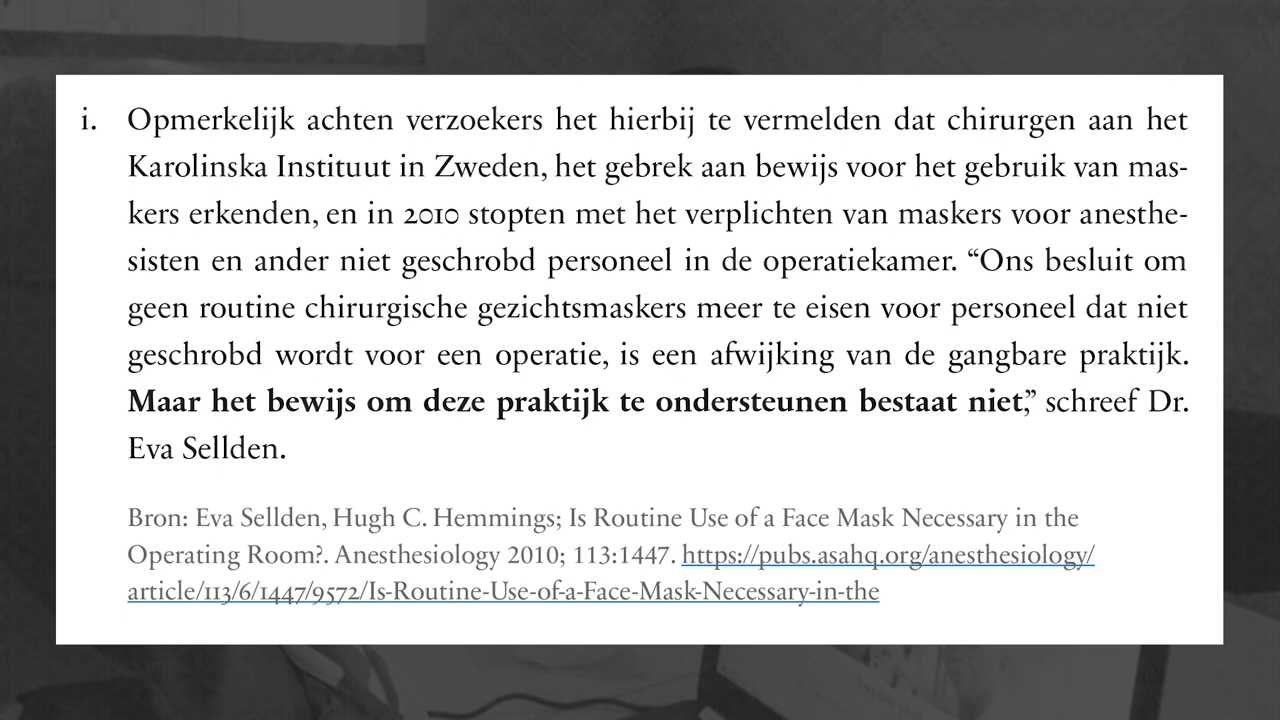 i. Opmerkelijk achten verzoekers het hierbij te vermelden dat chirurgen aan het
Karolinska Instituut in Zweden, het gebrek aan bewijs voor het gebruik van mas-
kers erkenden, en in 2010 stopten met het verplichten van maskers voor anesthe-
sisten en ander niet geschrobd personeel in de operatiekamer. “Ons besluit om
geen routine chirurgische gezichtsmaskers meer te eisen voor personeel dat niet
geschrobd wordt voor een operatie, is een afwijking van de gangbare praktijk.
Maar het bewijs om deze praktijk te ondersteunen bestaat niet,” schreef Dr.
Eva Sellden.
Bron: Eva Sellden, Hugh C. Hemmings; Is Routine Use of a Face Mask Necessary in the
Operating Room?. Anesthesiology 2010; 113:1447. https://pubs.asahq.org/anesthesiology/
article/113/6/1447/9572/Is-Routine-Use-of-a-Face-Mask-Necessary-in-the